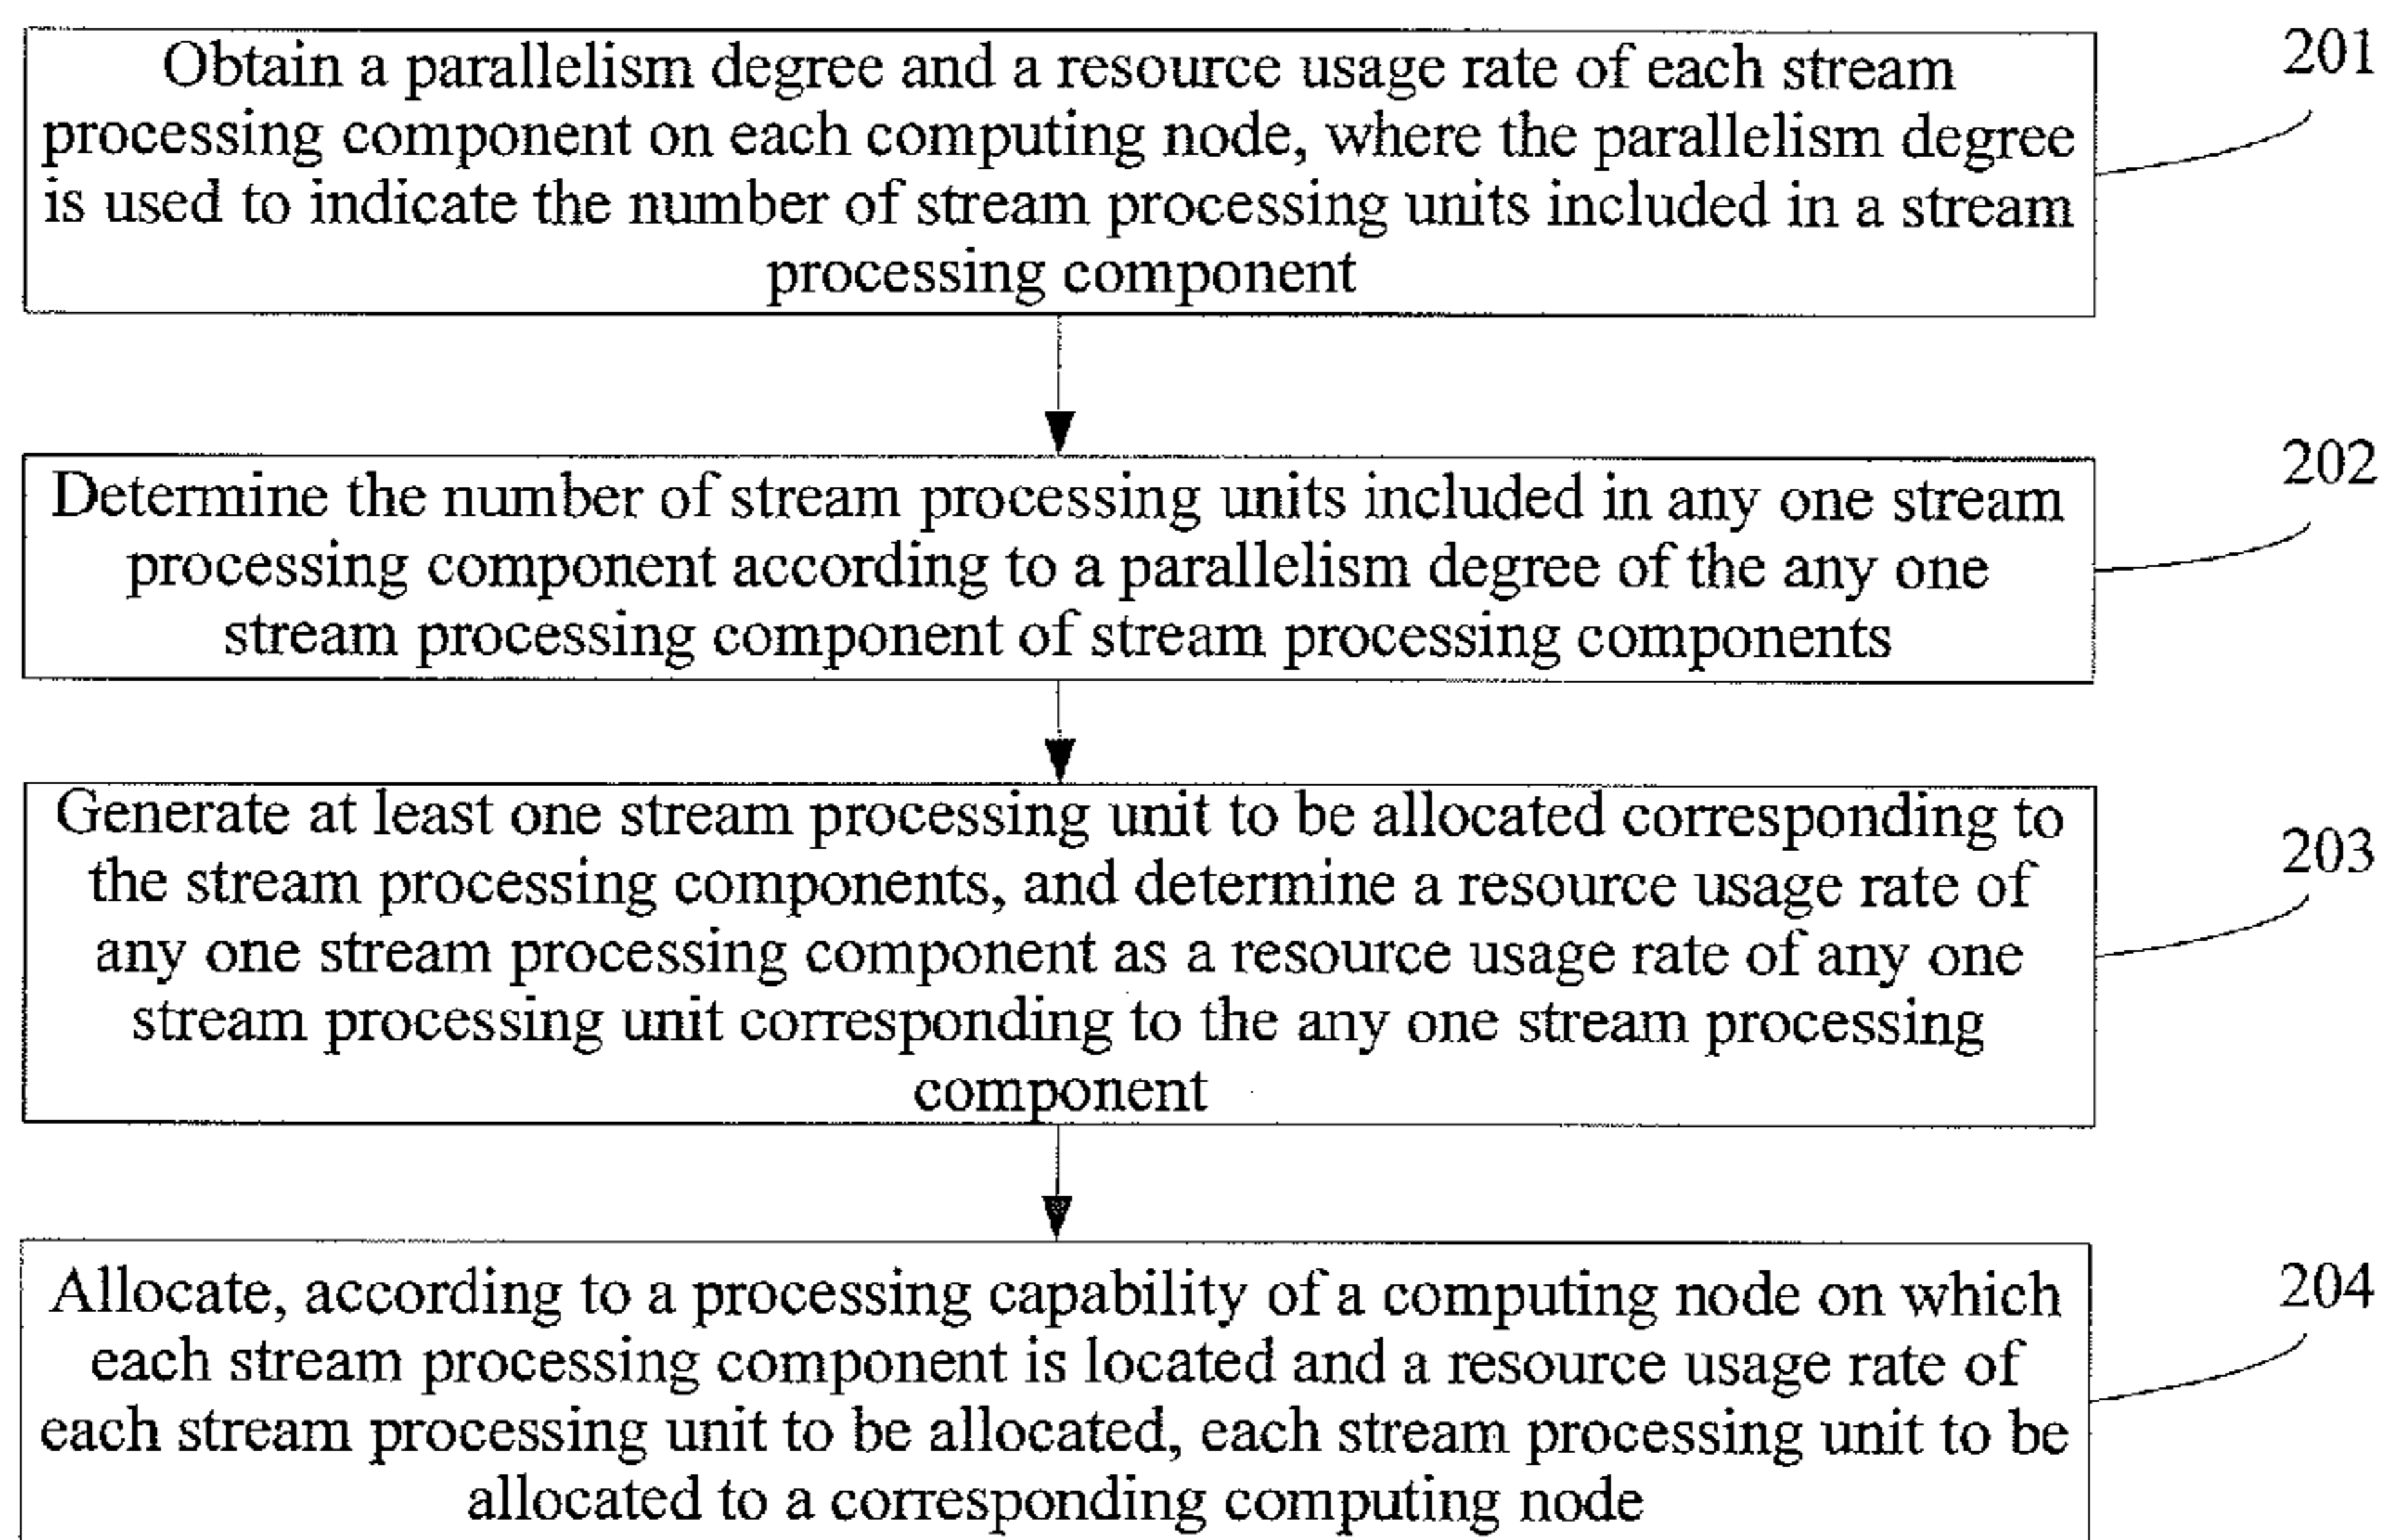 Obtain a parallelism degree and a resource usage rate of each stream
processing component on each computing node, where the parallelism degree
is used to indicate the number of stream processing units included in a stream
processing component
201
Determine the number of stream processing units included in any one stream
processing component according to a parallelism degree of the any one
stream processing component of stream processing components
202
Generate at least one stream processing unit to be allocated corresponding to
the stream processing components, and determine a resource usage rate of
any one stream processing component as a resource usage rate of any one
stream processing unit corresponding to the any one stream processing
component
203
Allocate, according to a processing capability of a computing node on which
each stream processing component is located and a resource usage rate of
each stream processing unit to be allocated, each stream processing unit to be
allocated to a corresponding computing node
204